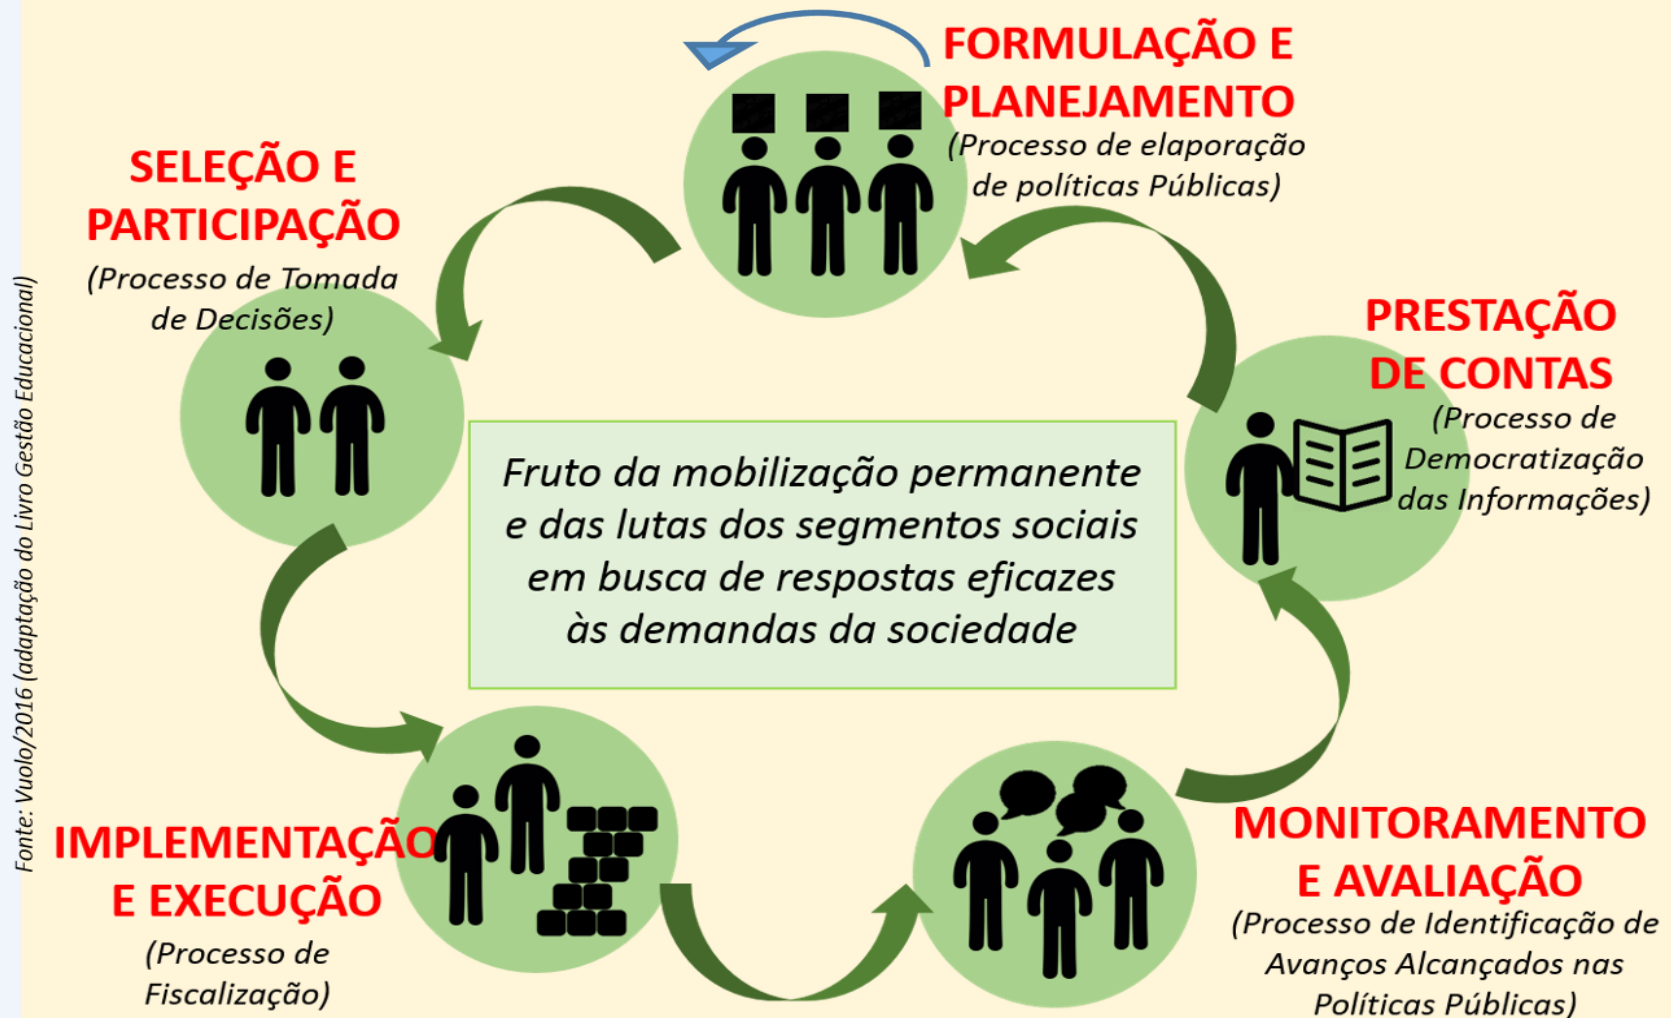 FORMULAÇÃO E
PLANEJAMENTO
(Processo de elaporação
de políticas Públicas)
SELEÇÃO E
PARTICIPAÇÃO
(Processo de Tomada
de Decisões)
PRESTAÇÃO
DE CONTAS
(Processo de
Democratização
das Informações)
Fruto da mobilização permanente
e das lutas dos segmentos sociais
em busca de respostas eficazes
às demandas da sociedade
IMPLEMENTAÇÃO
E EXECUÇÃO
(Processo de
Fiscalização)
MONITORAMENTO
E AVALIAÇÃO
(Processo de Identificação de
Avanços Alcançados nas
Políticas Públicas)
Fonte: Vuolo/2016 (adaptação do Livro Gestão Educacional)